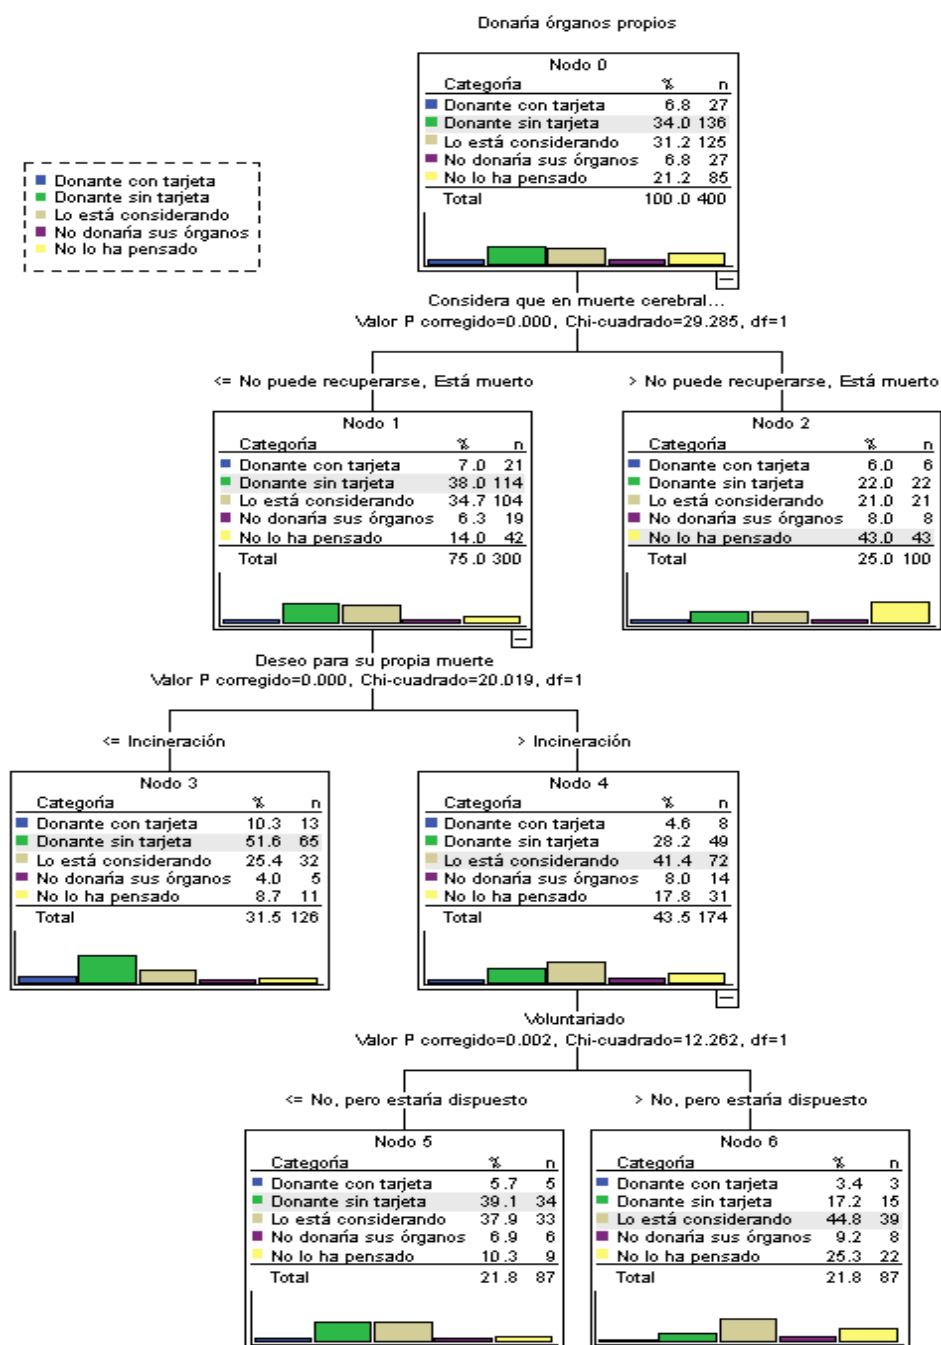 Donaría órganos propios
Nodo 0
Categoría % n
Donante con tarjeta 6.8 27
Donante sin tarjeta 34.0 136
Lo está considerando 31.2 125
No donaría sus órganos 6.8 27
No lo ha pensado 21.2 85
Total 100.0 400
Donante con tarjeta
Donante sin tarjeta
Lo está considerando
No donaría sus órganos
No lo ha pensado
Considera que en muerte cerebral...
Valor P corregido=0.000, Chi-cuadrado=29.285, df=1
<= No puede recuperarse, Está muerto
> No puede recuperarse, Está muerto
Nodo 1
Categoría % n
Donante con tarjeta 7.0 21
Donante sin tarjeta 38.0 114
Lo está considerando 34.7 104
No donaría sus órganos 6.3 19
No lo ha pensado 14.0 42
Total 75.0 300
Nodo 2
Categoría % n
Donante con tarjeta 6.0 6
Donante sin tarjeta 22.0 22
Lo está considerando 21.0 21
No donaría sus órganos 8.0 8
No lo ha pensado 43.0 43
Total 25.0 100
Deseo para su propia muerte
Valor P corregido=0.000, Chi-cuadrado=20.019, df=1
<= Incineración
> Incineración
Nodo 3
Categoría % n
Donante con tarjeta 10.3 13
Donante sin tarjeta 51.6 65
Lo está considerando 25.4 32
No donaría sus órganos 4.0 5
No lo ha pensado 8.7 11
Total 31.5 126
Nodo 4
Categoría % n
Donante con tarjeta 4.6 8
Donante sin tarjeta 28.2 49
Lo está considerando 41.4 72
No donaría sus órganos 8.0 14
No lo ha pensado 17.8 31
Total 43.5 174
Voluntariado
Valor P corregido=0.002, Chi-cuadrado=12.262, df=1
<= No, pero estaría dispuesto
> No, pero estaría dispuesto
Nodo 5
Categoría % n
Donante con tarjeta 5.7 5
Donante sin tarjeta 39.1 34
Lo está considerando 37.9 33
No donaría sus órganos 6.9 6
No lo ha pensado 10.3 9
Total 21.8 87
Nodo 6
Categoría % n
Donante con tarjeta 3.4 3
Donante sin tarjeta 17.2 15
Lo está considerando 44.8 39
No donaría sus órganos 9.2 8
No lo ha pensado 25.3 22
Total 21.8 87